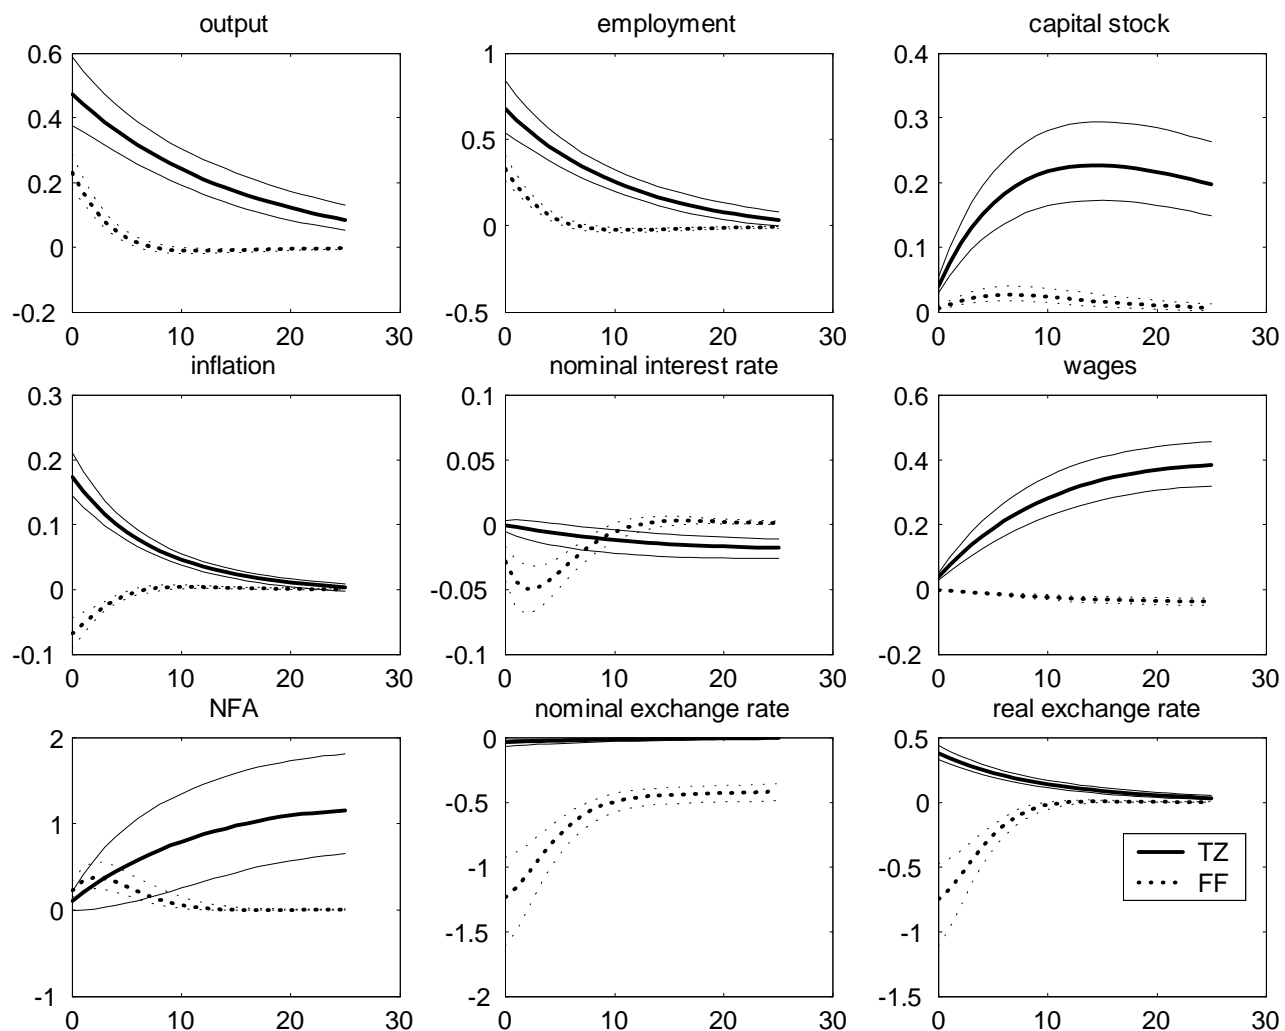 output employment capital stock
0.6 1 0.4
0.4 0.5 0.3
0.2 0 0.2
0 0.1
-0.2 -0.5 0
0 10 20 30 0 10 20 30 0 10 20 30
inflation nominal interest rate wages
0.3 0.1 0.6
0.2 0.05 0.4
0.1 0 0.2
0 -0.05 0
-0.1 -0.1 -0.2
0 10 20 30 0 10 20 30 0 10 20 30
NFA nominal exchange rate real exchange rate
2 0 0.5
1 -0.5 0
0 -1 -0.5
-1.5 -1
-1 -2 -1.5
0 10 20 30 0 10 20 30 0 10 20 30
TZ
FF